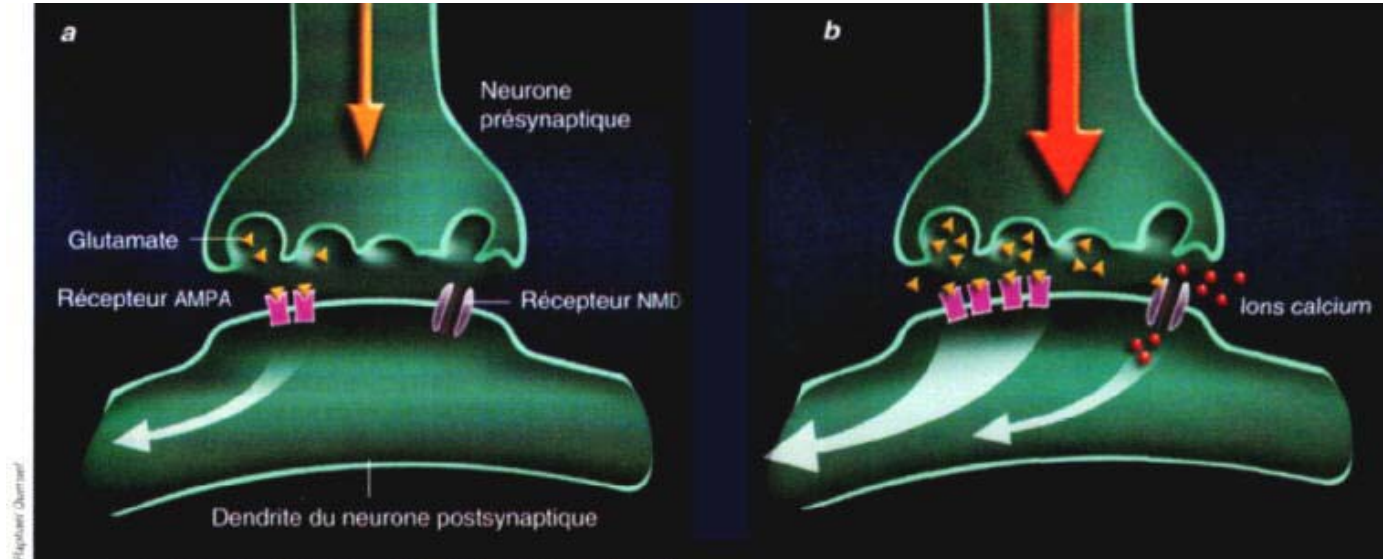 a
Neurone
présynaptique
Glutamate
Récepteur AMPA
Récepteur NMD
Dendrite du neurone postsynaptique
b
Ions calcium